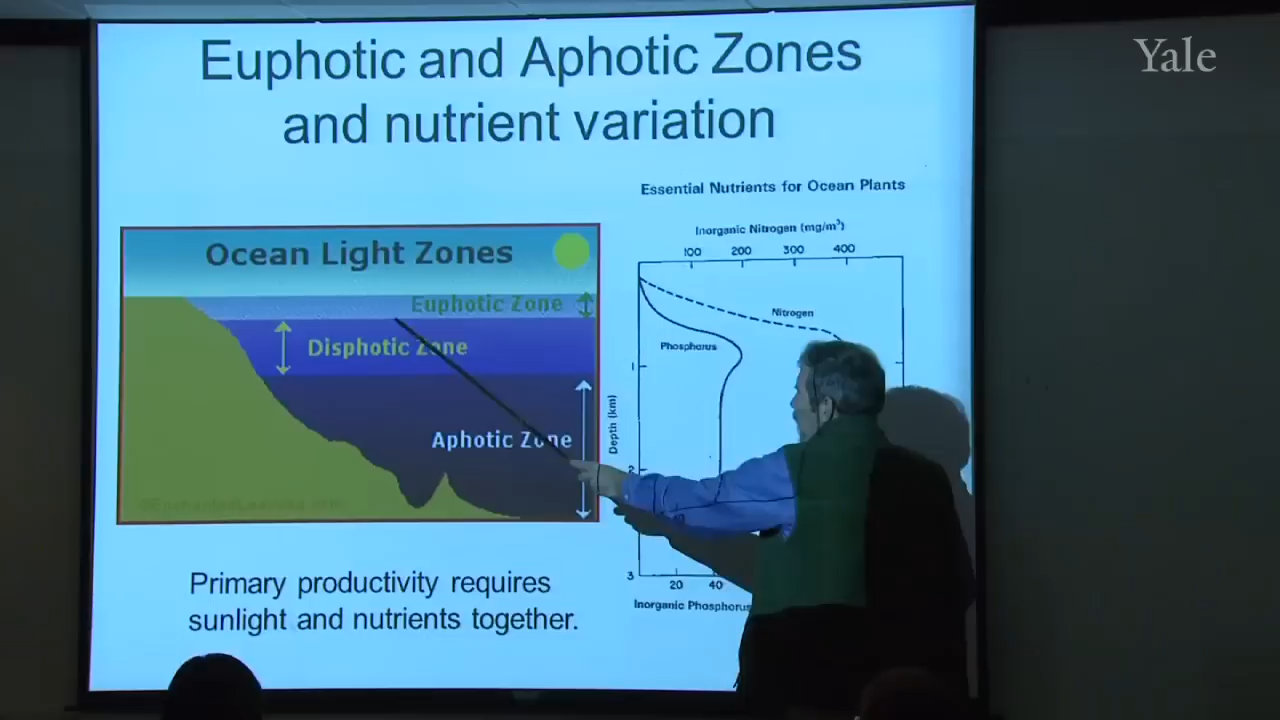 Euphotic and Aphotic Zones
and nutrient variation
Yale
Ocean Light Zones
Euphotic Zone
Disphotic Zone
Aphotic Zone
Primary productivity requires
sunlight and nutrients together.
Essential Nutrients for Ocean Plants
Inorganic Nitrogen (mg/m³)
100 200 300 400
Nitrogen
Phosphorus
1
Depth (km)
2
3
20 40
Inorganic Phosphorus